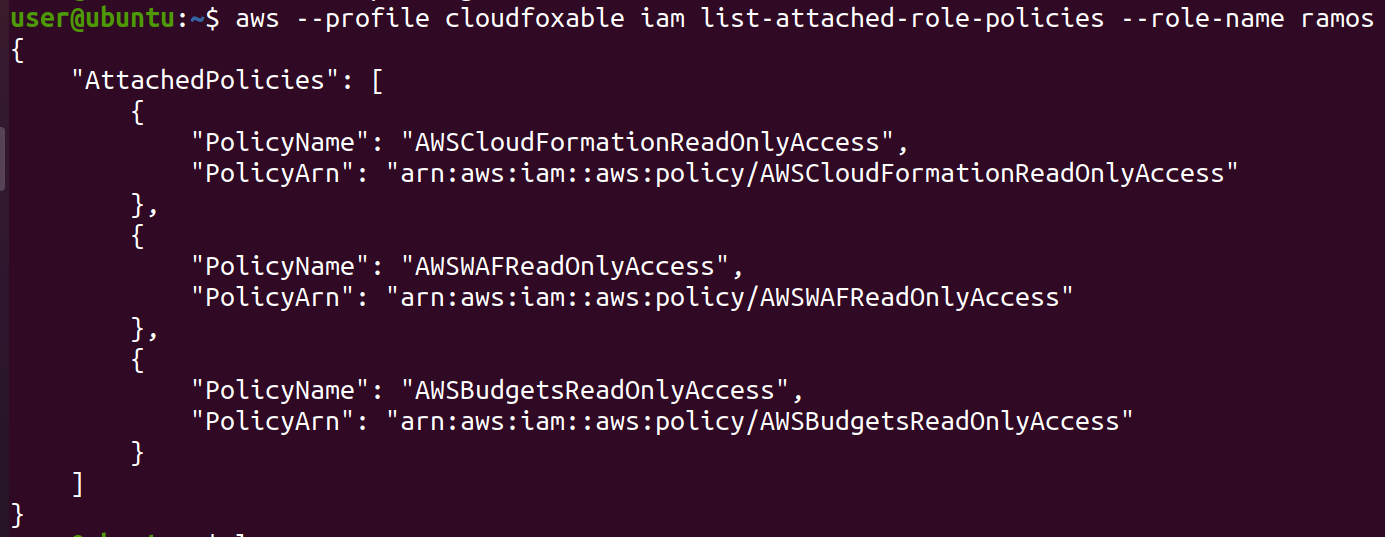 user@ubuntu:~$ aws --profile cloudfoxable iam list-attached-role-policies --role-name ramos
{
    "AttachedPolicies": [
        {
            "PolicyName": "AWSCloudFormationReadOnlyAccess",
            "PolicyArn": "arn:aws:iam::aws:policy/AWSCloudFormationReadOnlyAccess"
        },
        {
            "PolicyName": "AWSWAFReadOnlyAccess",
            "PolicyArn": "arn:aws:iam::aws:policy/AWSWAFReadOnlyAccess"
        },
        {
            "PolicyName": "AWSBudgetsReadOnlyAccess",
            "PolicyArn": "arn:aws:iam::aws:policy/AWSBudgetsReadOnlyAccess"
        }
    ]
}